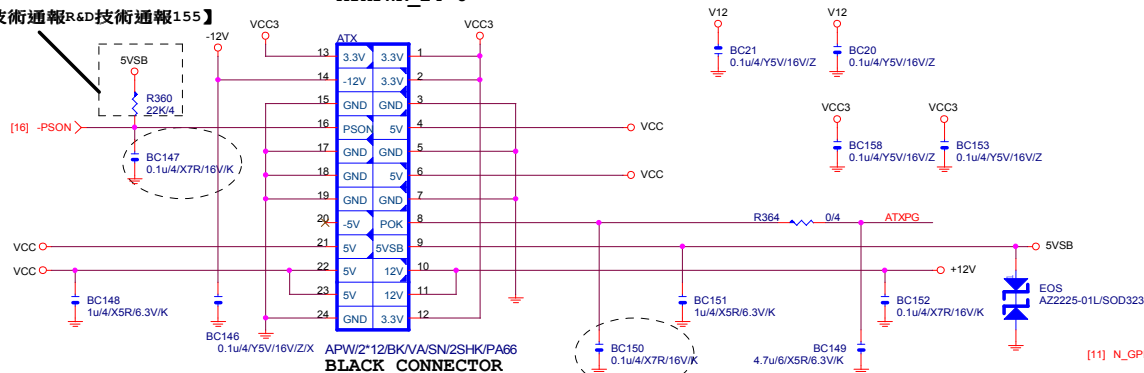 技術通報R&D技術通報155】
-12V
VCC3
VCC3
V12
V12
5VSB
R360
22K/4
[16] -PSON
BC147
0.1u/4/X7R/16V/K
ATX
13 3.3V 3.3V 1
14 -12V 3.3V 2
15 GND GND 3
16 PSON 5V 4
17 GND GND 5
18 GND 5V 6
19 GND GND 7
20 -5V POK 8
21 5V 5VSB 9
22 5V 12V 10
23 5V 12V 11
24 GND 3.3V 12
VCC
VCC
VCC
VCC
BC21
0.1u/4/Y5V/16V/Z
BC20
0.1u/4/Y5V/16V/Z
VCC3
VCC3
BC158
0.1u/4/Y5V/16V/Z
BC153
0.1u/4/Y5V/16V/Z
R364 0/4 ATXPG
5VSB
+12V
BC148
1u/4/X5R/6.3V/K
BC146
0.1u/4/Y5V/16V/Z/X
APW/2*12/BK/VA/SN/2SHK/PA66
BLACK CONNECTOR
BC151
1u/4/X5R/6.3V/K
BC152
0.1u/4/X7R/16V/K
EOS
AZ2225-01L/SOD323
BC150
0.1u/4/X7R/16V/K
BC149
4.7u/6/X5R/6.3V/K
[11] N_GP